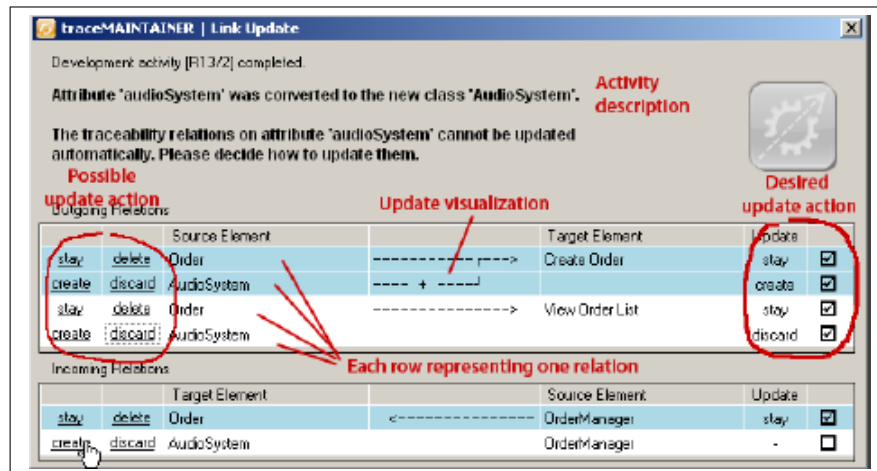 traceMAINTAINER | Link Update
Development activity [R13/2] completed.
Attribute 'audioSystem' was converted to the new class 'AudioSystem'.
Activity description
The traceability relations on attribute 'audioSystem' cannot be updated
automatically. Please decide how to update them.
Possible update action
Update visualization
Desired update action
Outgoing Relations
Source Element Target Element Update
stay delete Order -----------------> Create Order stay
create discard AudioSystem ---- + ---- create
stay delete Order -----------------> View Order List stay
create discard AudioSystem discard
Each row representing one relation
Incoming Relations
Target Element Source Element Update
stay delete Order <---------------- OrderManager stay
create discard AudioSystem OrderManager -